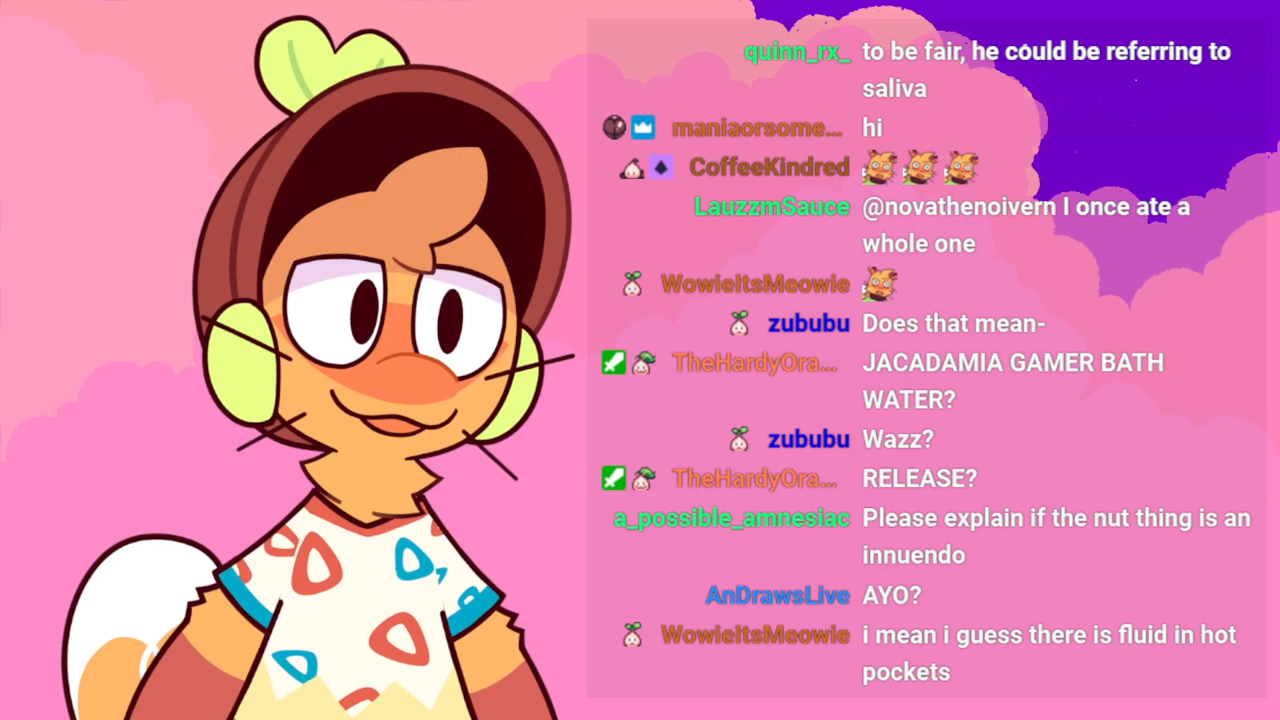 quinn_rx_ to be fair, he could be referring to
saliva
maniaorsome... hi
CoffeeKindred
LauzzmSauce @novathenoivern I once ate a
whole one
WowieItsMeowie
zububu Does that mean-
TheHardyOra... JACADAMIA GAMER BATH
WATER?
zububu Wazz?
TheHardyOra... RELEASE?
a_possible_amnesiac Please explain if the nut thing is an
innuendo
AnDrawsLive AYO?
WowieItsMeowie i mean i guess there is fluid in hot
pockets